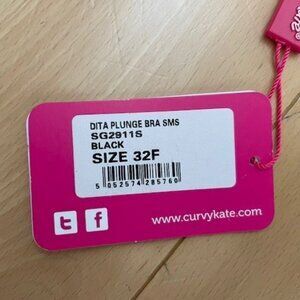 DITA PLUNGE BRA SMS
SG2911S
BLACK
SIZE 32F
5 052574 285760
t f
www.curvykate.com